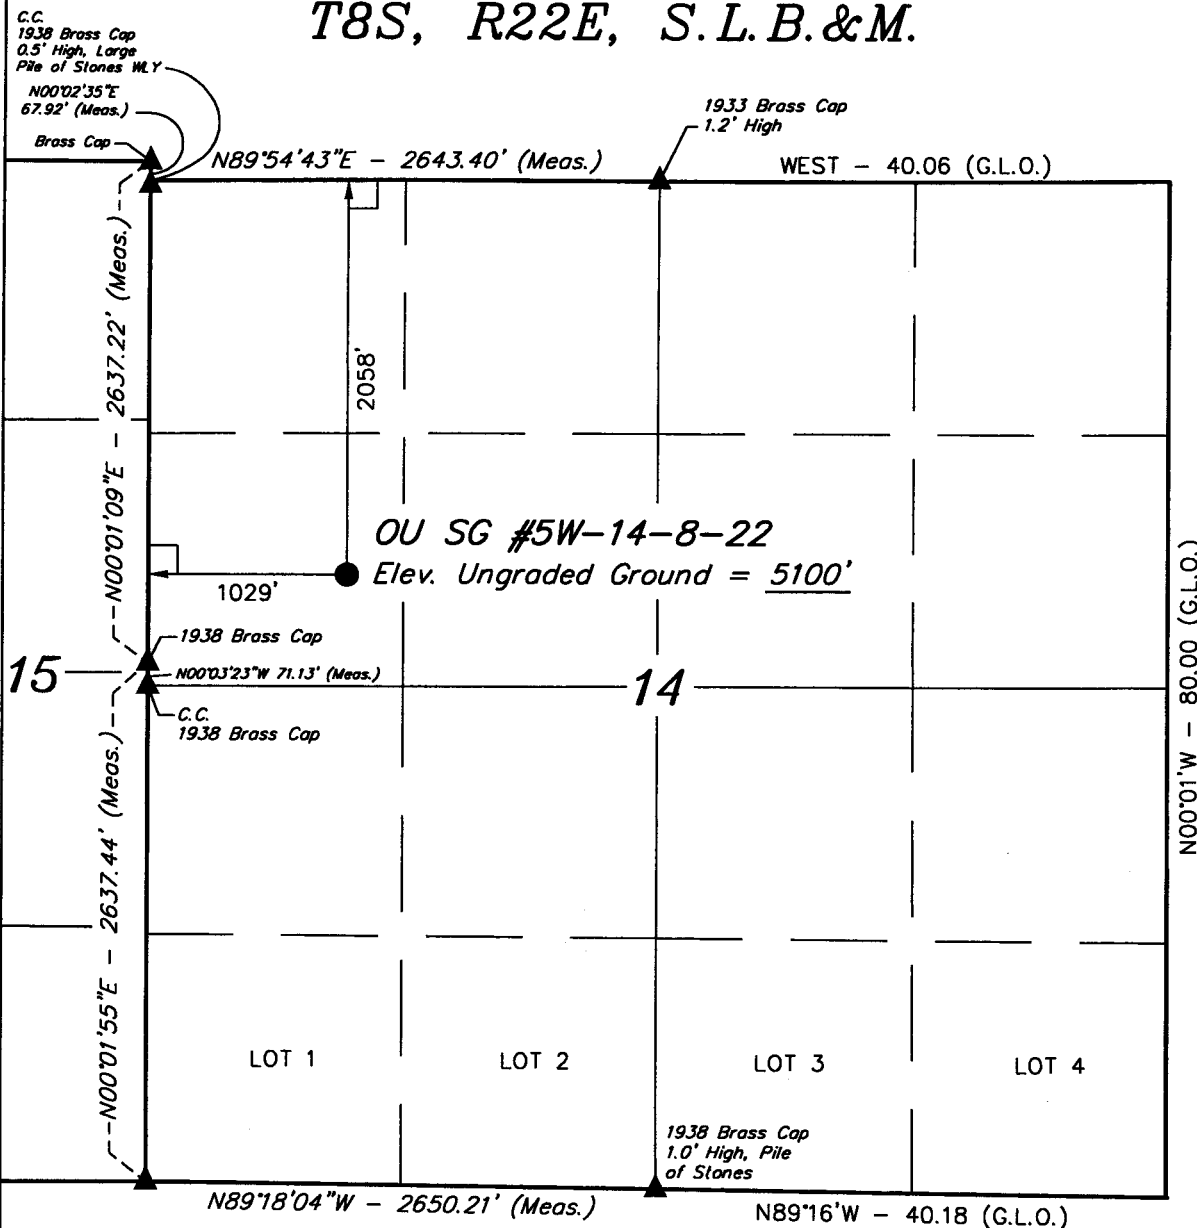 T8S, R22E, S.L.B.&M.
C.C.
1938 Brass Cap
0.5' High, Large
Pile of Stones WLY
N00°02'35"E
67.92' (Meas.)
Brass Cap
1933 Brass Cap
1.2' High
N89°54'43"E - 2643.40' (Meas.)
WEST - 40.06 (G.L.O.)
N00°01'09"E - 2637.22' (Meas.)
2058'
OU SG #5W-14-8-22
Elev. Ungraded Ground = 5100'
1029'
1938 Brass Cap
15
N00°03'23"W 71.13' (Meas.)
14
C.C.
1938 Brass Cap
N00°01'W - 80.00 (G.L.O.)
N00°01'55"E - 2637.44' (Meas.)
LOT 1
LOT 2
LOT 3
LOT 4
1938 Brass Cap
1.0' High, Pile
of Stones
N89°18'04"W - 2650.21' (Meas.)
N89°16'W - 40.18 (G.L.O.)